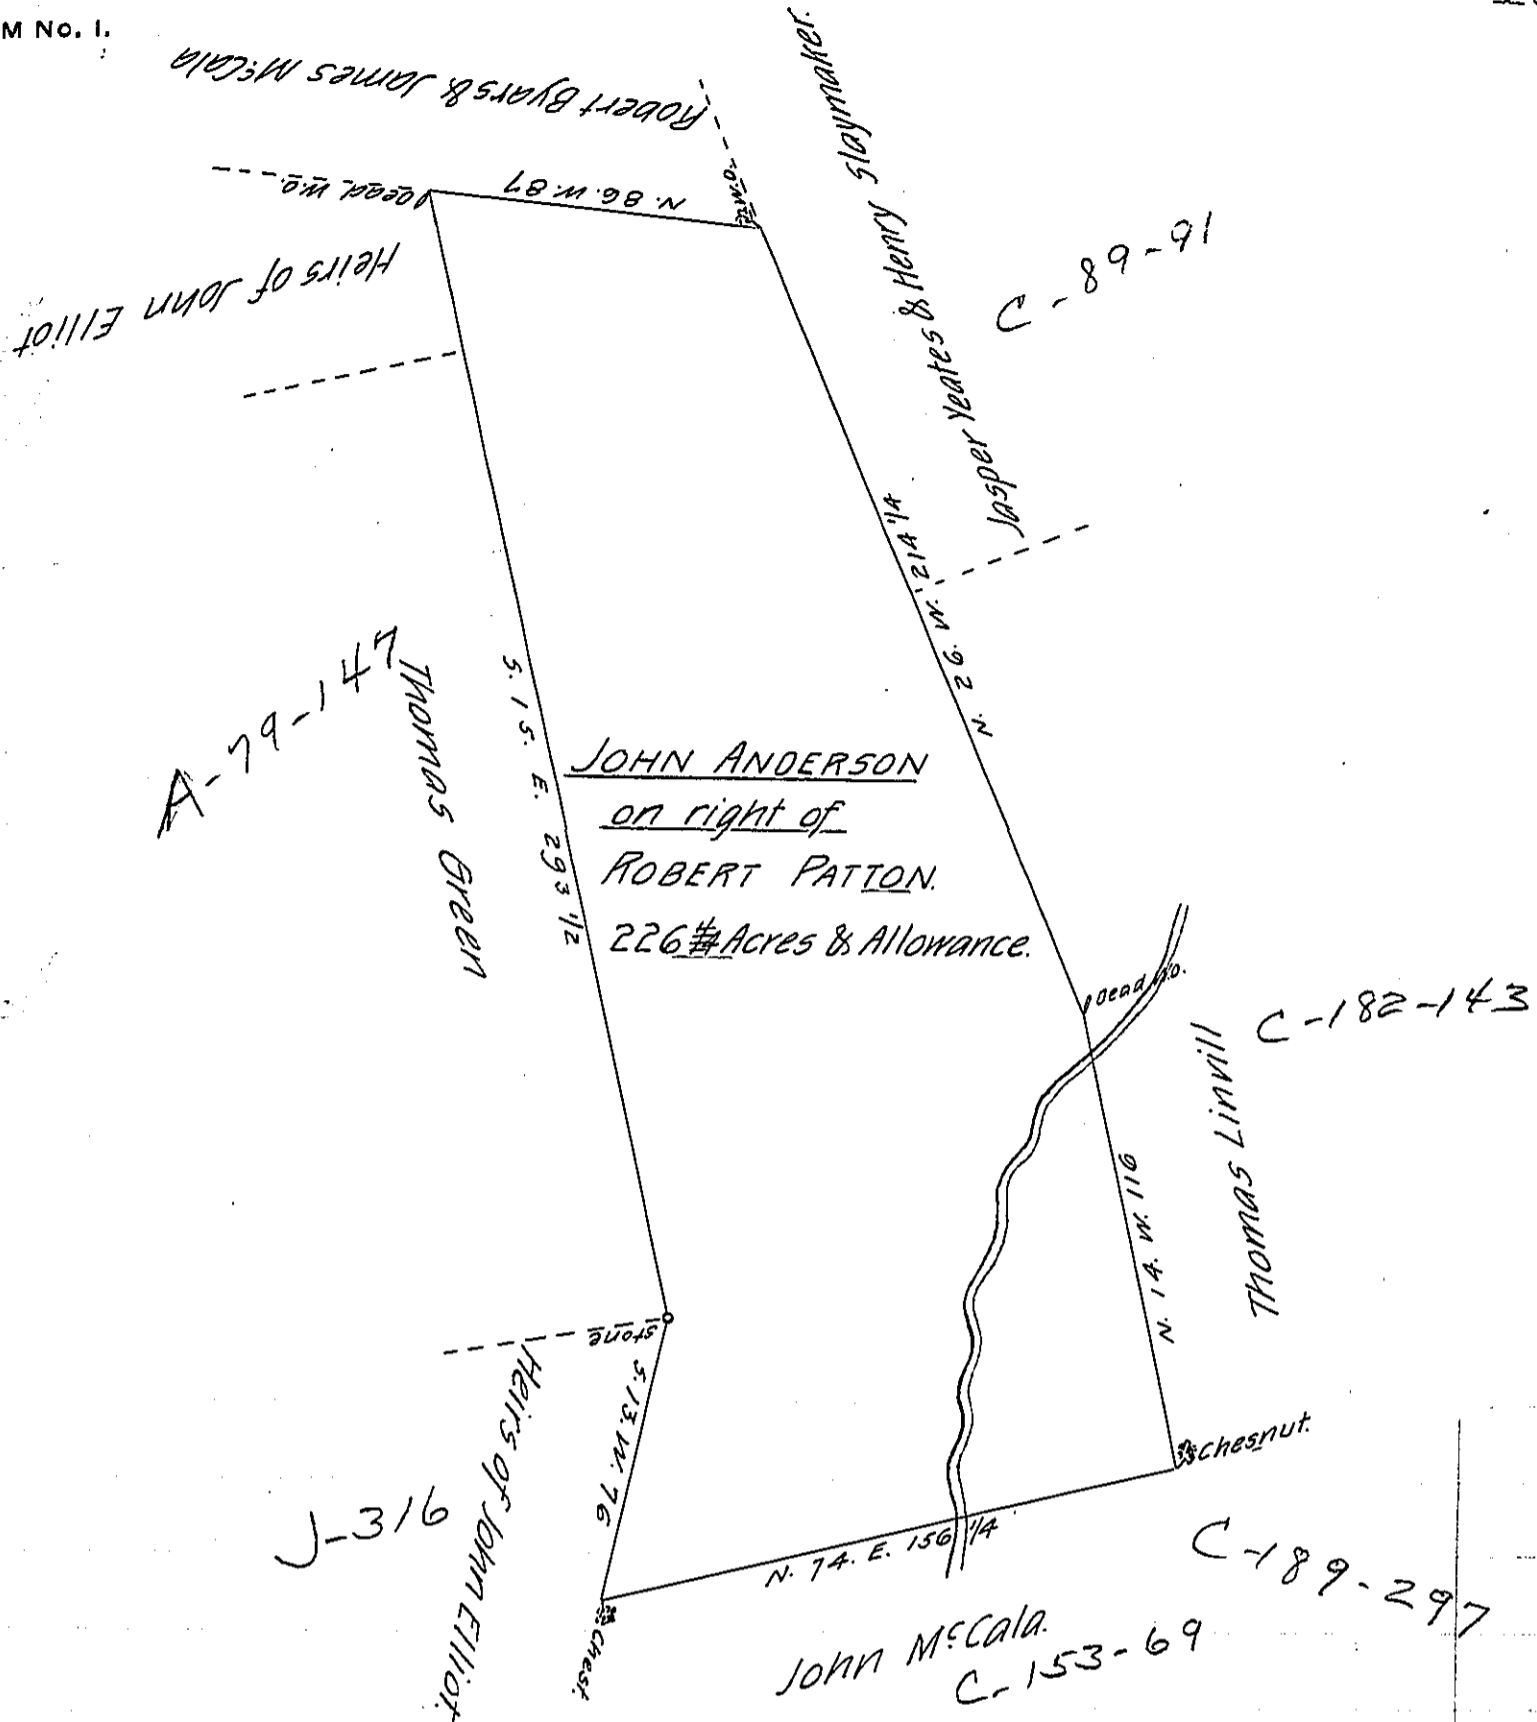 M No. 1.
Robert Byars & James McCala
Dead w.o.
N. 86. W. 87
Heirs of John Elliot
Jasper Yeates & Henry Slaymaker.
C-89-91
N. 26. W. 214 1/4
A-79-147
Thomas Green
S. 15. E. 293 1/2
JOHN ANDERSON
on right of
ROBERT PATTON.
226 Acres & Allowance.
Dead
C-182-143
Thomas Linvill
N. 14. W. 116
stone
S. 13. W. 76
Heirs of John Elliot.
J-316
Chest.
Chesnut.
N. 74. E. 156 1/4
C-189-297
John McCala.
C-153-69